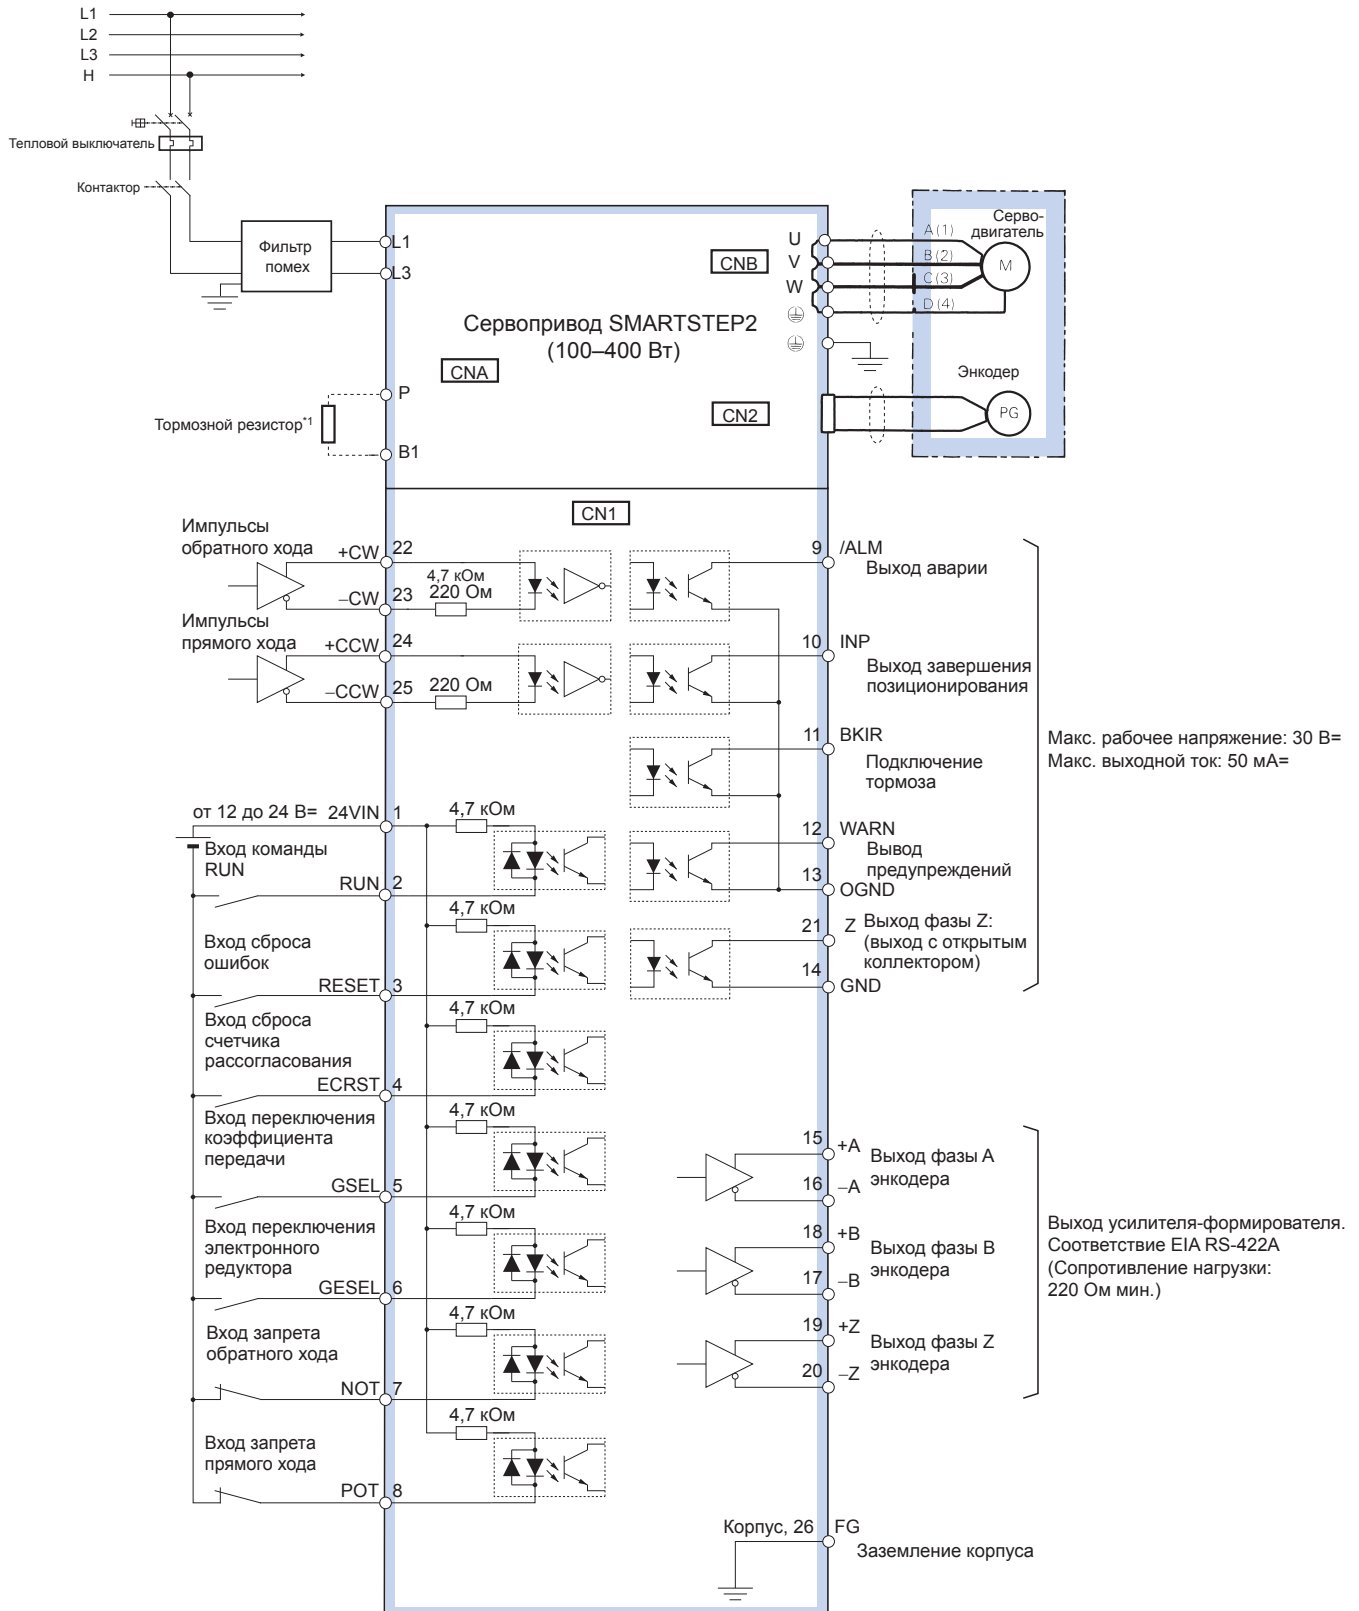 L1
L2
L3
Н
Тепловой выключатель
Контактор
Фильтр
помех
L1
L3
CNB
U
V
W
Серво-
двигатель
A (1)
B (2)
C (3)
D (4)
M
Сервопривод SMARTSTEP2
(100–400 Вт)
CNA
P
Тормозной резистор*1
B1
CN2
Энкодер
PG
CN1
Импульсы
обратного хода
+CW 22
4,7 кОм
–CW 23 220 Ом
Импульсы
прямого хода
+CCW 24
–CCW 25 220 Ом
9 /ALM
Выход аварии
10 INP
Выход завершения
позиционирования
11 BKIR
Подключение
тормоза
12 WARN
Вывод
предупреждений
13 OGND
21 Z Выход фазы Z:
(выход с открытым
коллектором)
14 GND
Макс. рабочее напряжение: 30 В=
Макс. выходной ток: 50 мА=
от 12 до 24 В= 24VIN 1 4,7 кОм
Вход команды
RUN
RUN 2
4,7 кОм
Вход сброса
ошибок
RESET 3
4,7 кОм
Вход сброса
счетчика
рассогласования
ECRST 4
4,7 кОм
Вход переключения
коэффициента
передачи
GSEL 5
4,7 кОм
Вход переключения
электронного
редуктора
GESEL 6
4,7 кОм
Вход запрета
обратного хода
NOT 7
4,7 кОм
Вход запрета
прямого хода
POT 8
15 +A
16 –A
Выход фазы A
энкодера
18 +B
17 –B
Выход фазы B
энкодера
19 +Z
20 –Z
Выход фазы Z
энкодера
Выход усилителя-формирователя.
Соответствие EIA RS-422A
(Сопротивление нагрузки:
220 Ом мин.)
Корпус, 26 FG
Заземление корпуса